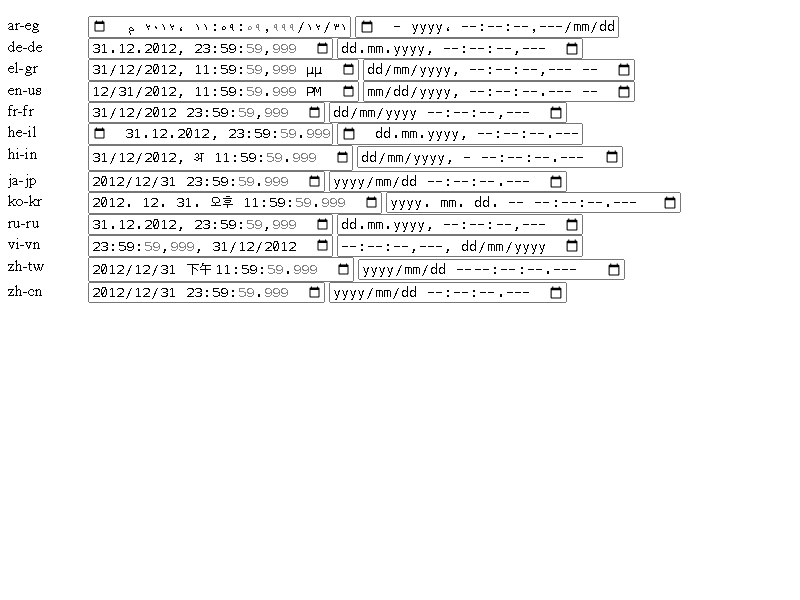 ar-eg م ٢٠١٢، ١١:٥٩:٥٩,٩٩٩/١٢/٣١ - yyyy، --:--:--,---/mm/dd
de-de 31.12.2012, 23:59:59,999 dd.mm.yyyy, --:--:--,---
el-gr 31/12/2012, 11:59:59,999 μμ dd/mm/yyyy, --:--:--,--- --
en-us 12/31/2012, 11:59:59.999 PM mm/dd/yyyy, --:--:--.--- --
fr-fr 31/12/2012 23:59:59,999 dd/mm/yyyy --:--:--,---
he-il 31.12.2012, 23:59:59.999 dd.mm.yyyy, --:--:--.---
hi-in 31/12/2012, अ 11:59:59.999 dd/mm/yyyy, - --:--:--.---
ja-jp 2012/12/31 23:59:59.999 yyyy/mm/dd --:--:--.---
ko-kr 2012. 12. 31. 오후 11:59:59.999 yyyy. mm. dd. -- --:--:--.---
ru-ru 31.12.2012, 23:59:59,999 dd.mm.yyyy, --:--:--,---
vi-vn 23:59:59,999, 31/12/2012 --:--:--,---, dd/mm/yyyy
zh-tw 2012/12/31 下午 11:59:59.999 yyyy/mm/dd ----:--:--.---
zh-cn 2012/12/31 23:59:59.999 yyyy/mm/dd --:--:--.---